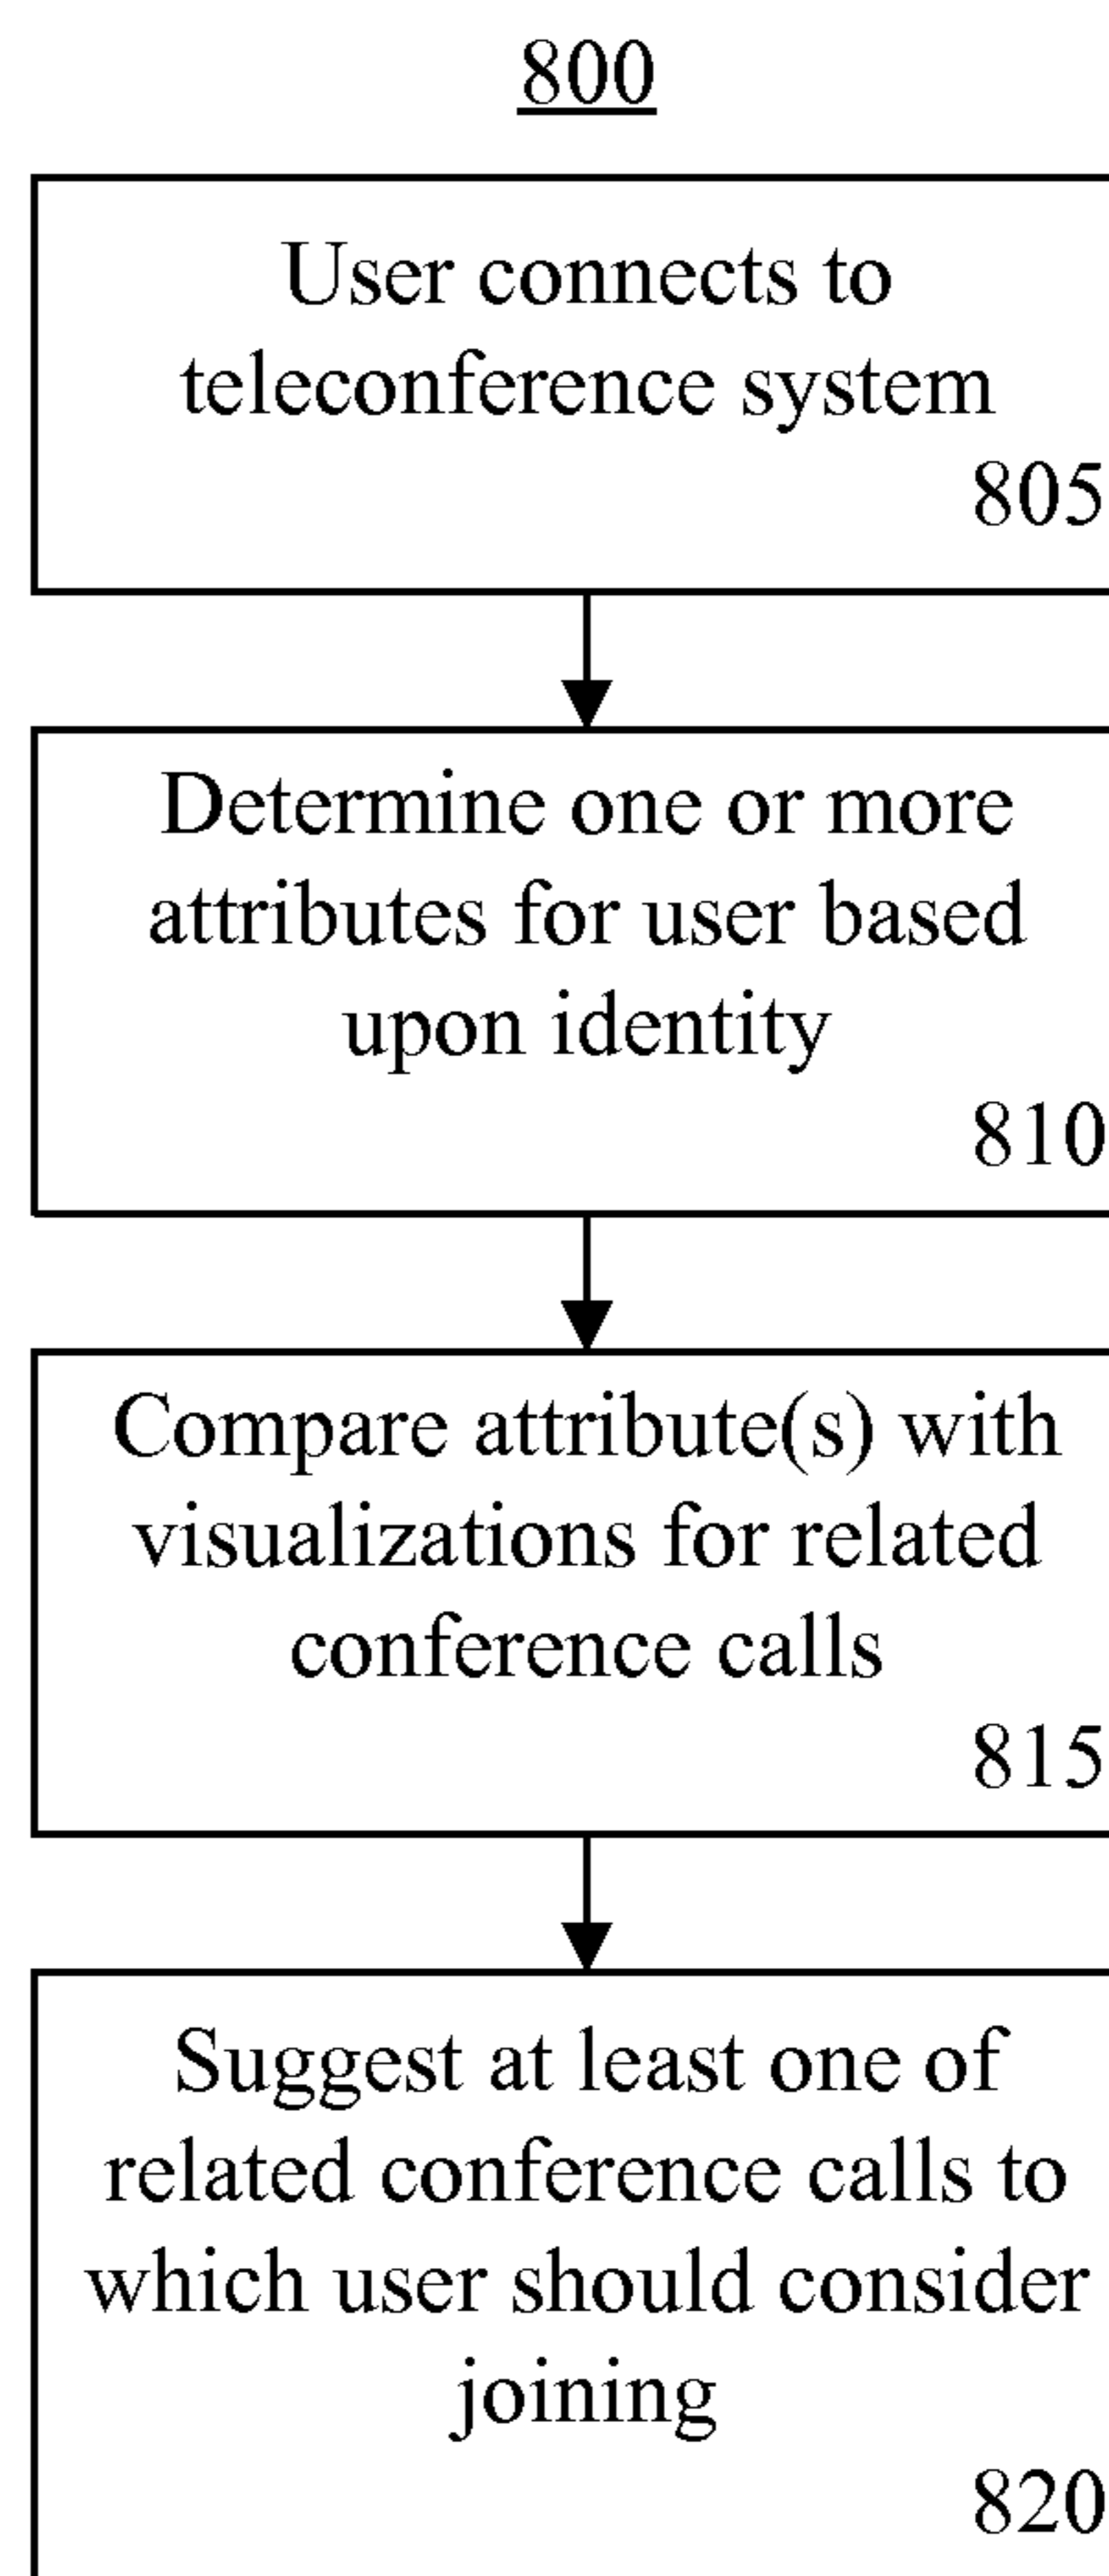 800
User connects to
teleconference system
805
Determine one or more
attributes for user based
upon identity
810
Compare attribute(s) with
visualizations for related
conference calls
815
Suggest at least one of
related conference calls to
which user should consider
joining
820